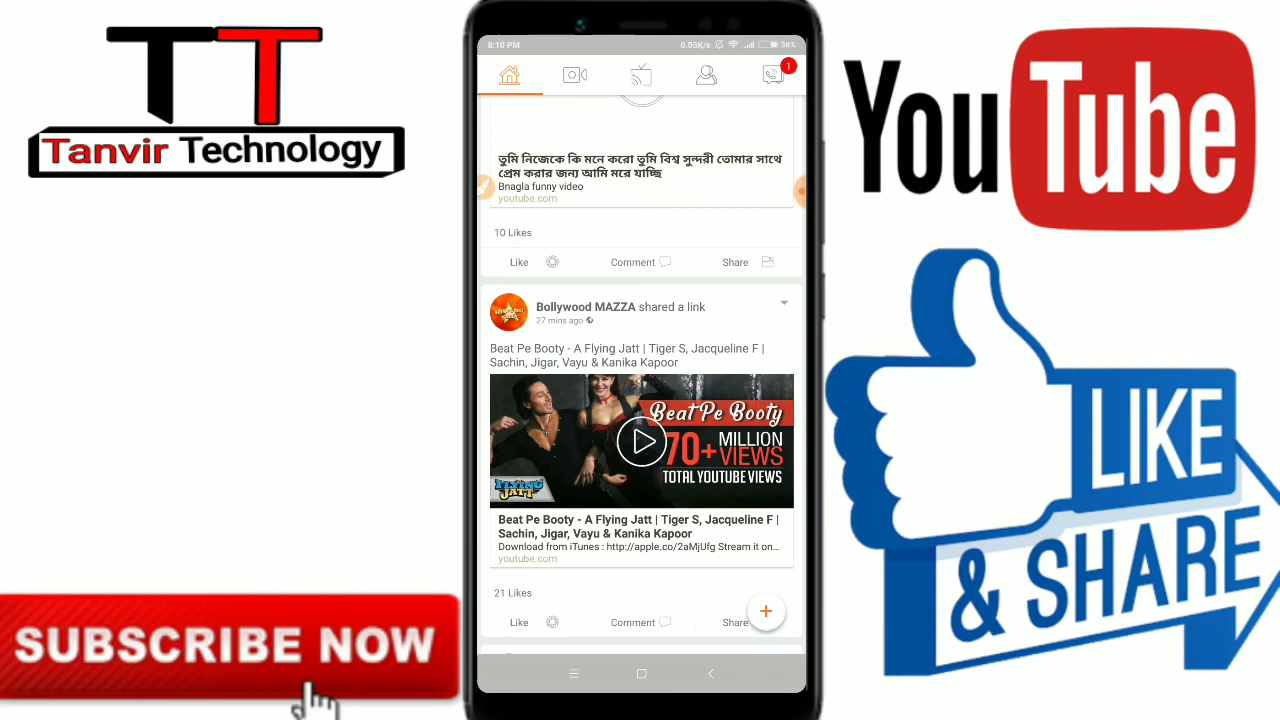 TT
Tanvir Technology
SUBSCRIBE NOW
8:10 PM
0.05K/s
36%
1
তুমি নিজেকে কি মনে করো তুমি বিশ্ব সুন্দরী তোমার সাথে
প্রেম করার জন্য আমি মরে যাচ্ছি
Bnagla funny video
youtube.com
10 Likes
Like Comment Share
Bollywood MAZZA shared a link
27 mins ago
Beat Pe Booty - A Flying Jatt | Tiger S, Jacqueline F |
Sachin, Jigar, Vayu & Kanika Kapoor
Beat Pe Booty
70+ MILLION
VIEWS
TOTAL YOUTUBE VIEWS
FLYING
JATT
Beat Pe Booty - A Flying Jatt | Tiger S, Jacqueline F |
Sachin, Jigar, Vayu & Kanika Kapoor
Download from iTunes : http://apple.co/2aMjUfg Stream it on...
youtube.com
21 Likes
Like Comment Share
YouTube
LIKE
& SHARE